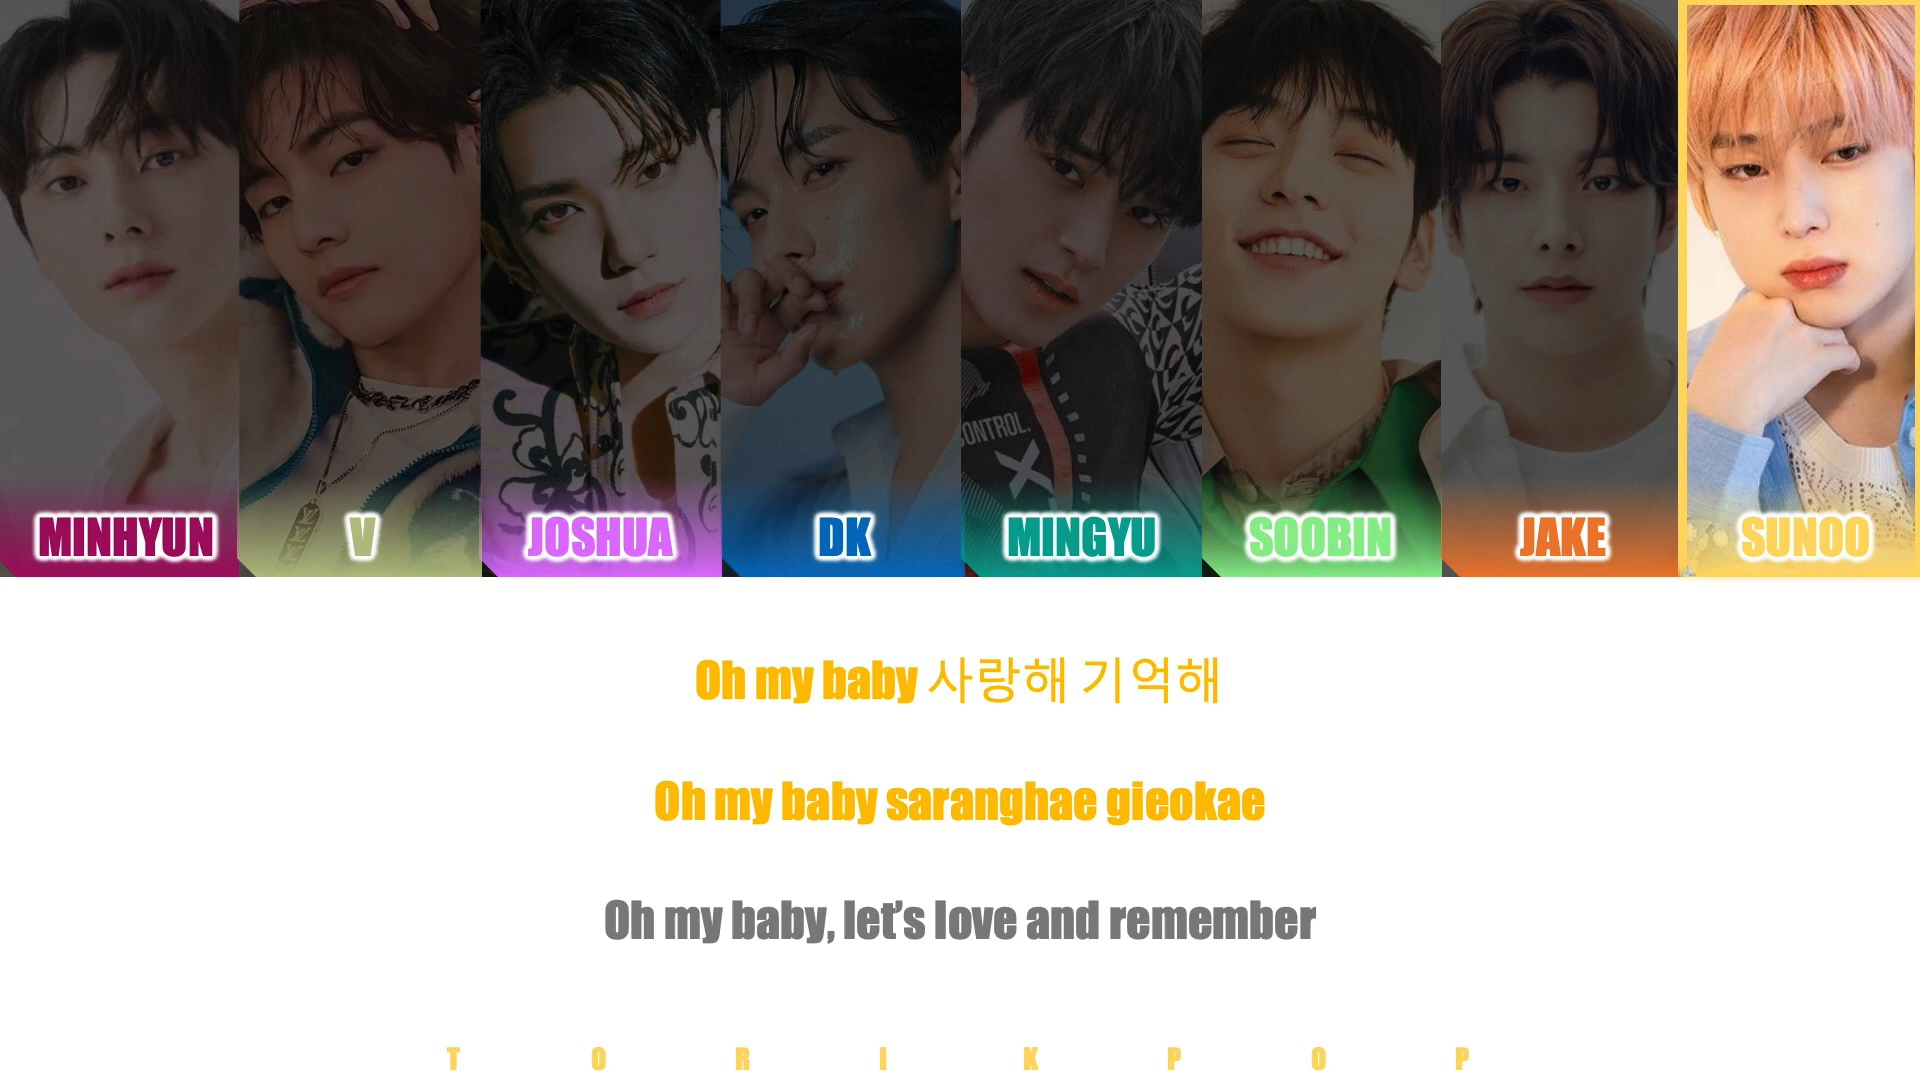 CONTROL.
X
MINHYUN V JOSHUA DK MINGYU SOOBIN JAKE SUNOO
Oh my baby 사랑해 기억해
Oh my baby saranghae gieokae
Oh my baby, let's love and remember
T O R I K P O P